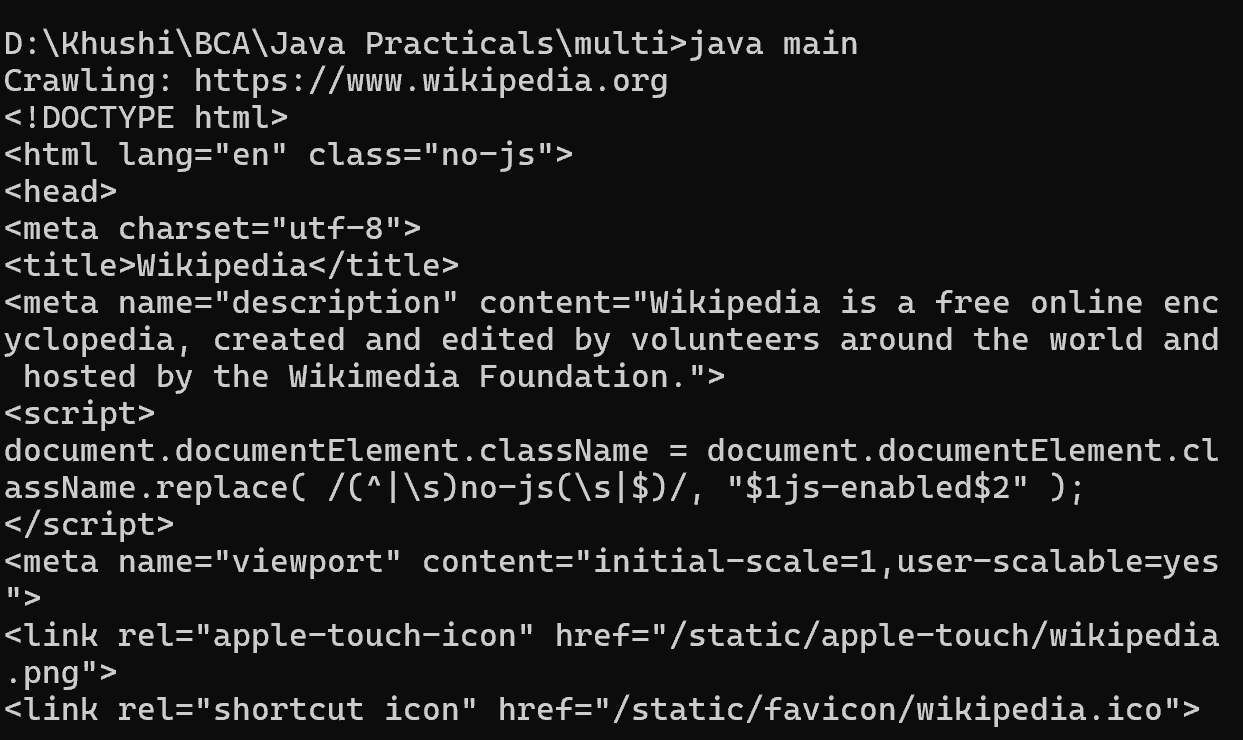 D:\Khushi\BCA\Java Practicals\multi>java main
Crawling: https://www.wikipedia.org
<!DOCTYPE html>
<html lang="en" class="no-js">
<head>
<meta charset="utf-8">
<title>Wikipedia</title>
<meta name="description" content="Wikipedia is a free online enc
yclopedia, created and edited by volunteers around the world and
 hosted by the Wikimedia Foundation.">
<script>
document.documentElement.className = document.documentElement.cl
assName.replace( /(^|\s)no-js(\s|$)/, "$1js-enabled$2" );
</script>
<meta name="viewport" content="initial-scale=1,user-scalable=yes
">
<link rel="apple-touch-icon" href="/static/apple-touch/wikipedia
.png">
<link rel="shortcut icon" href="/static/favicon/wikipedia.ico">